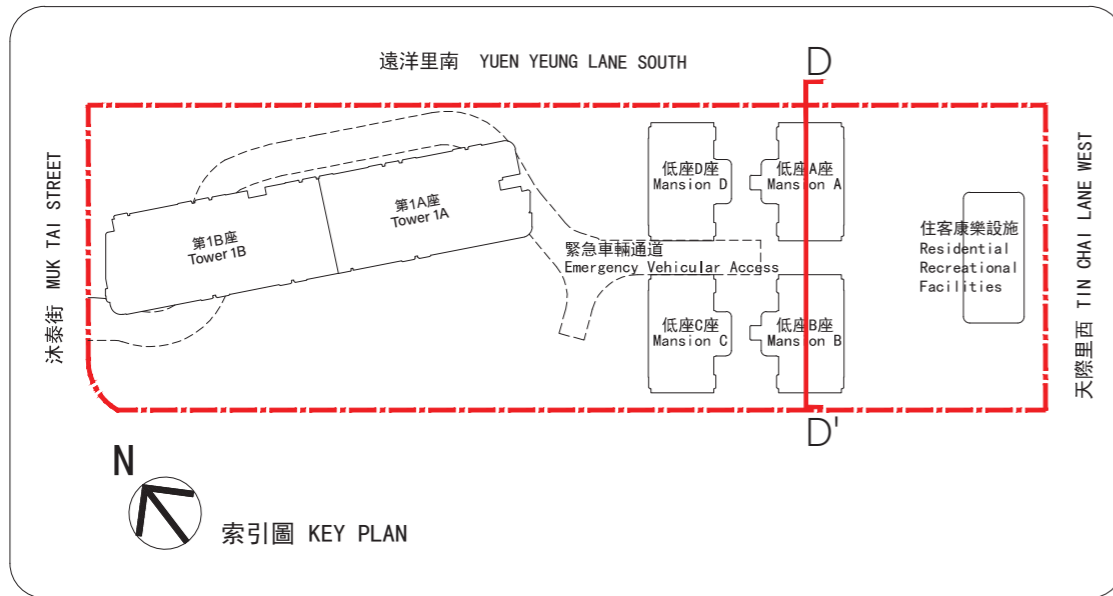 遠洋里南 YUEN YEUNG LANE SOUTH
D
沐泰街 MUK TAI STREET
第1B座
Tower 1B
第1A座
Tower 1A
低座D座
Mansion D
低座A座
Mansion A
緊急車輛通道
Emergency Vehicular Access
住客康樂設施
Residential
Recreational
Facilities
低座C座
Mansion C
低座B座
Mansion B
天際里西 TIN CHAI LANE WEST
D'
N
索引圖 KEY PLAN